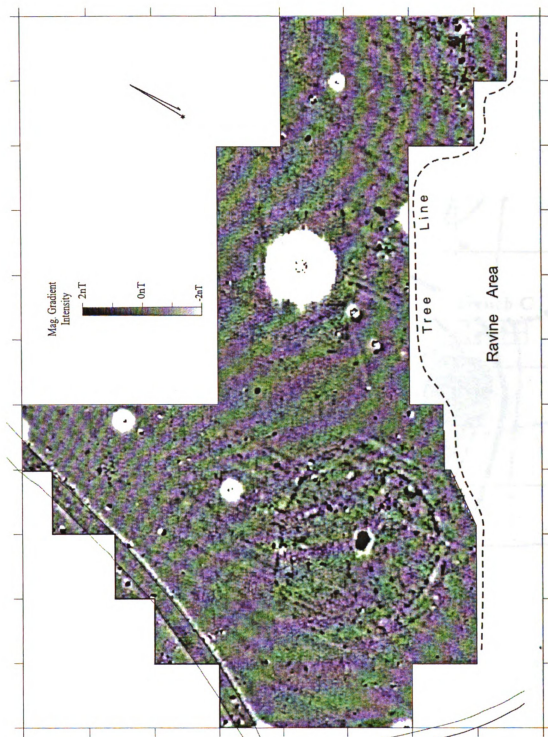 Mag. Gradient
Intensity
2nT
0nT
-2nT
Tree Line
Ravine Area